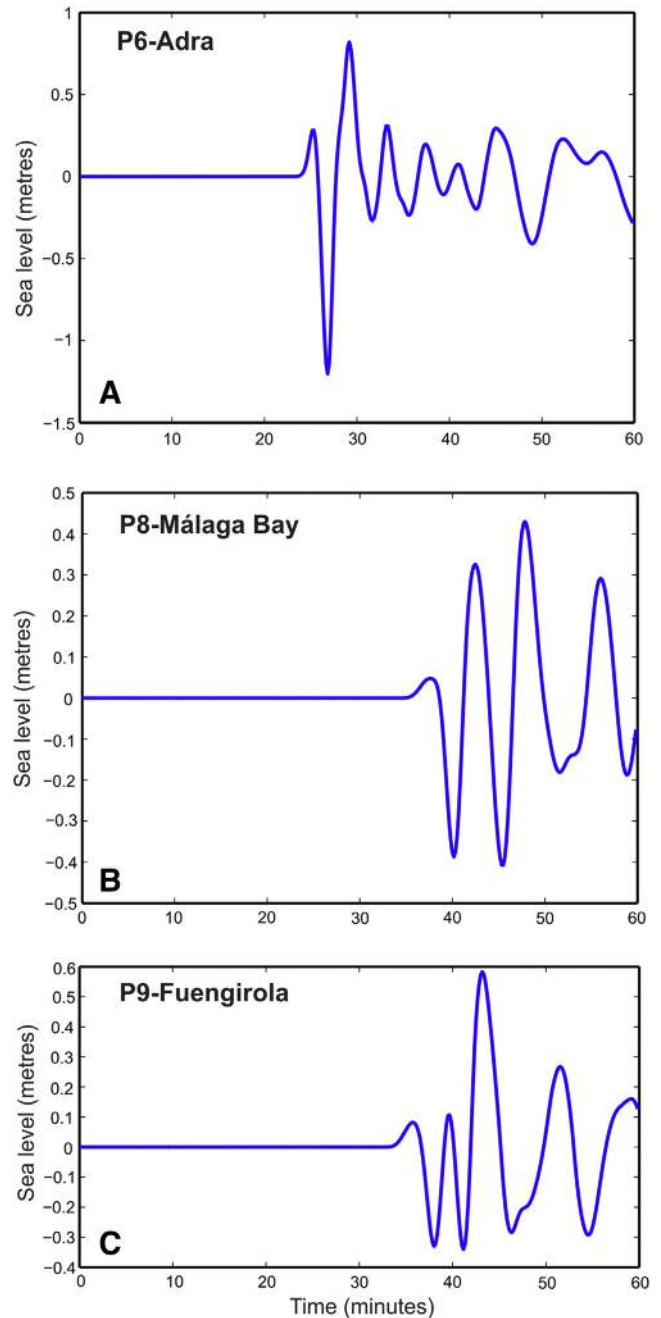 P6-Adra
Sea level (metres)
1
0.5
0
−0.5
−1
−1.5
A
0 10 20 30 40 50 60
P8-Málaga Bay
Sea level (metres)
0.5
0.4
0.3
0.2
0.1
0
−0.1
−0.2
−0.3
−0.4
−0.5
B
0 10 20 30 40 50 60
P9-Fuengirola
Sea level (metres)
0.6
0.5
0.4
0.3
0.2
0.1
0
−0.1
−0.2
−0.3
−0.4
C
0 10 20 30 40 50 60
Time (minutes)